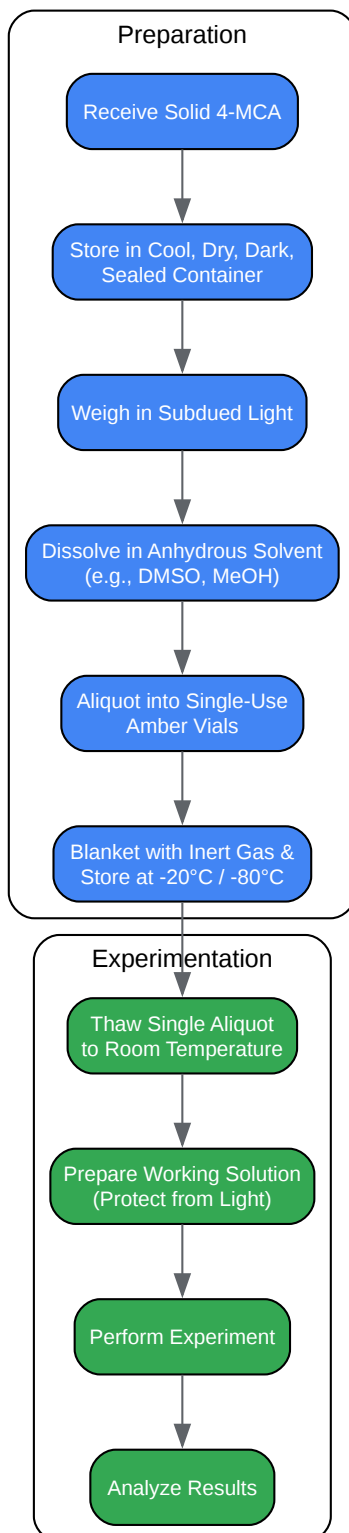 Preparation
Receive Solid 4-MCA
Store in Cool, Dry, Dark,
Sealed Container
Weigh in Subdued Light
Dissolve in Anhydrous Solvent
(e.g., DMSO, MeOH)
Aliquot into Single-Use
Amber Vials
Blanket with Inert Gas &
Store at -20°C / -80°C
Experimentation
Thaw Single Aliquot
to Room Temperature
Prepare Working Solution
(Protect from Light)
Perform Experiment
Analyze Results